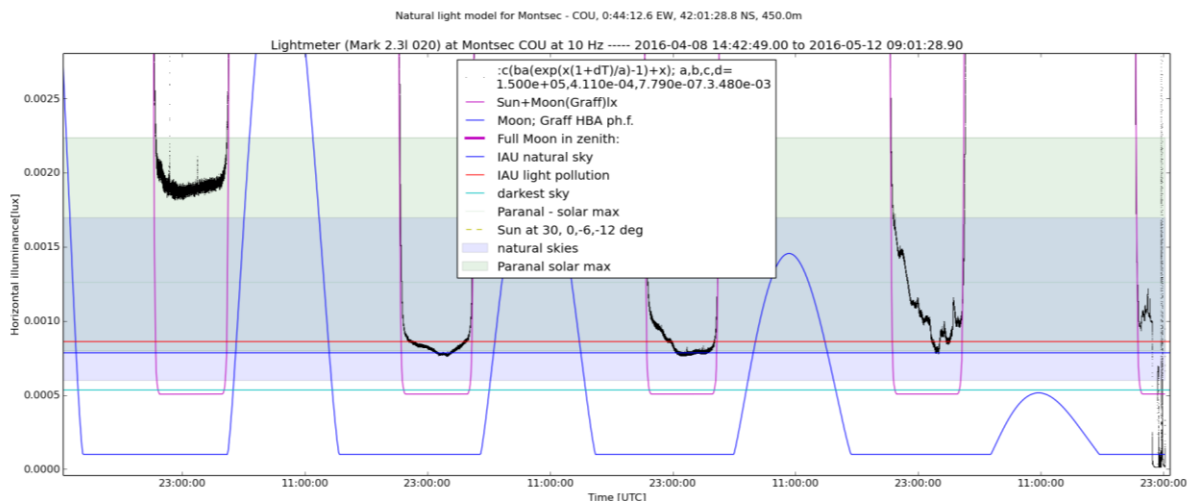 Natural light model for Montsec - COU, 0:44:12.6 EW, 42:01:28.8 NS, 450.0m
Lightmeter (Mark 2.3l 020) at Montsec COU at 10 Hz ----- 2016-04-08 14:42:49.00 to 2016-05-12 09:01:28.90
:c(ba(exp(x(1+dT)/a)-1)+x); a,b,c,d=
1.500e+05,4.110e-04,7.790e-07.3.480e-03
Sun+Moon(Graff)lx
Moon; Graff HBA ph.f.
Full Moon in zenith:
IAU natural sky
IAU light pollution
darkest sky
Paranal - solar max
Sun at 30, 0,-6,-12 deg
natural skies
Paranal solar max
Horizontal illuminance[lux]
0.0025
0.0020
0.0015
0.0010
0.0005
0.0000
23:00:00 11:00:00 23:00:00 11:00:00 23:00:00 11:00:00 23:00:00 11:00:00 23:00:00
Time [UTC]